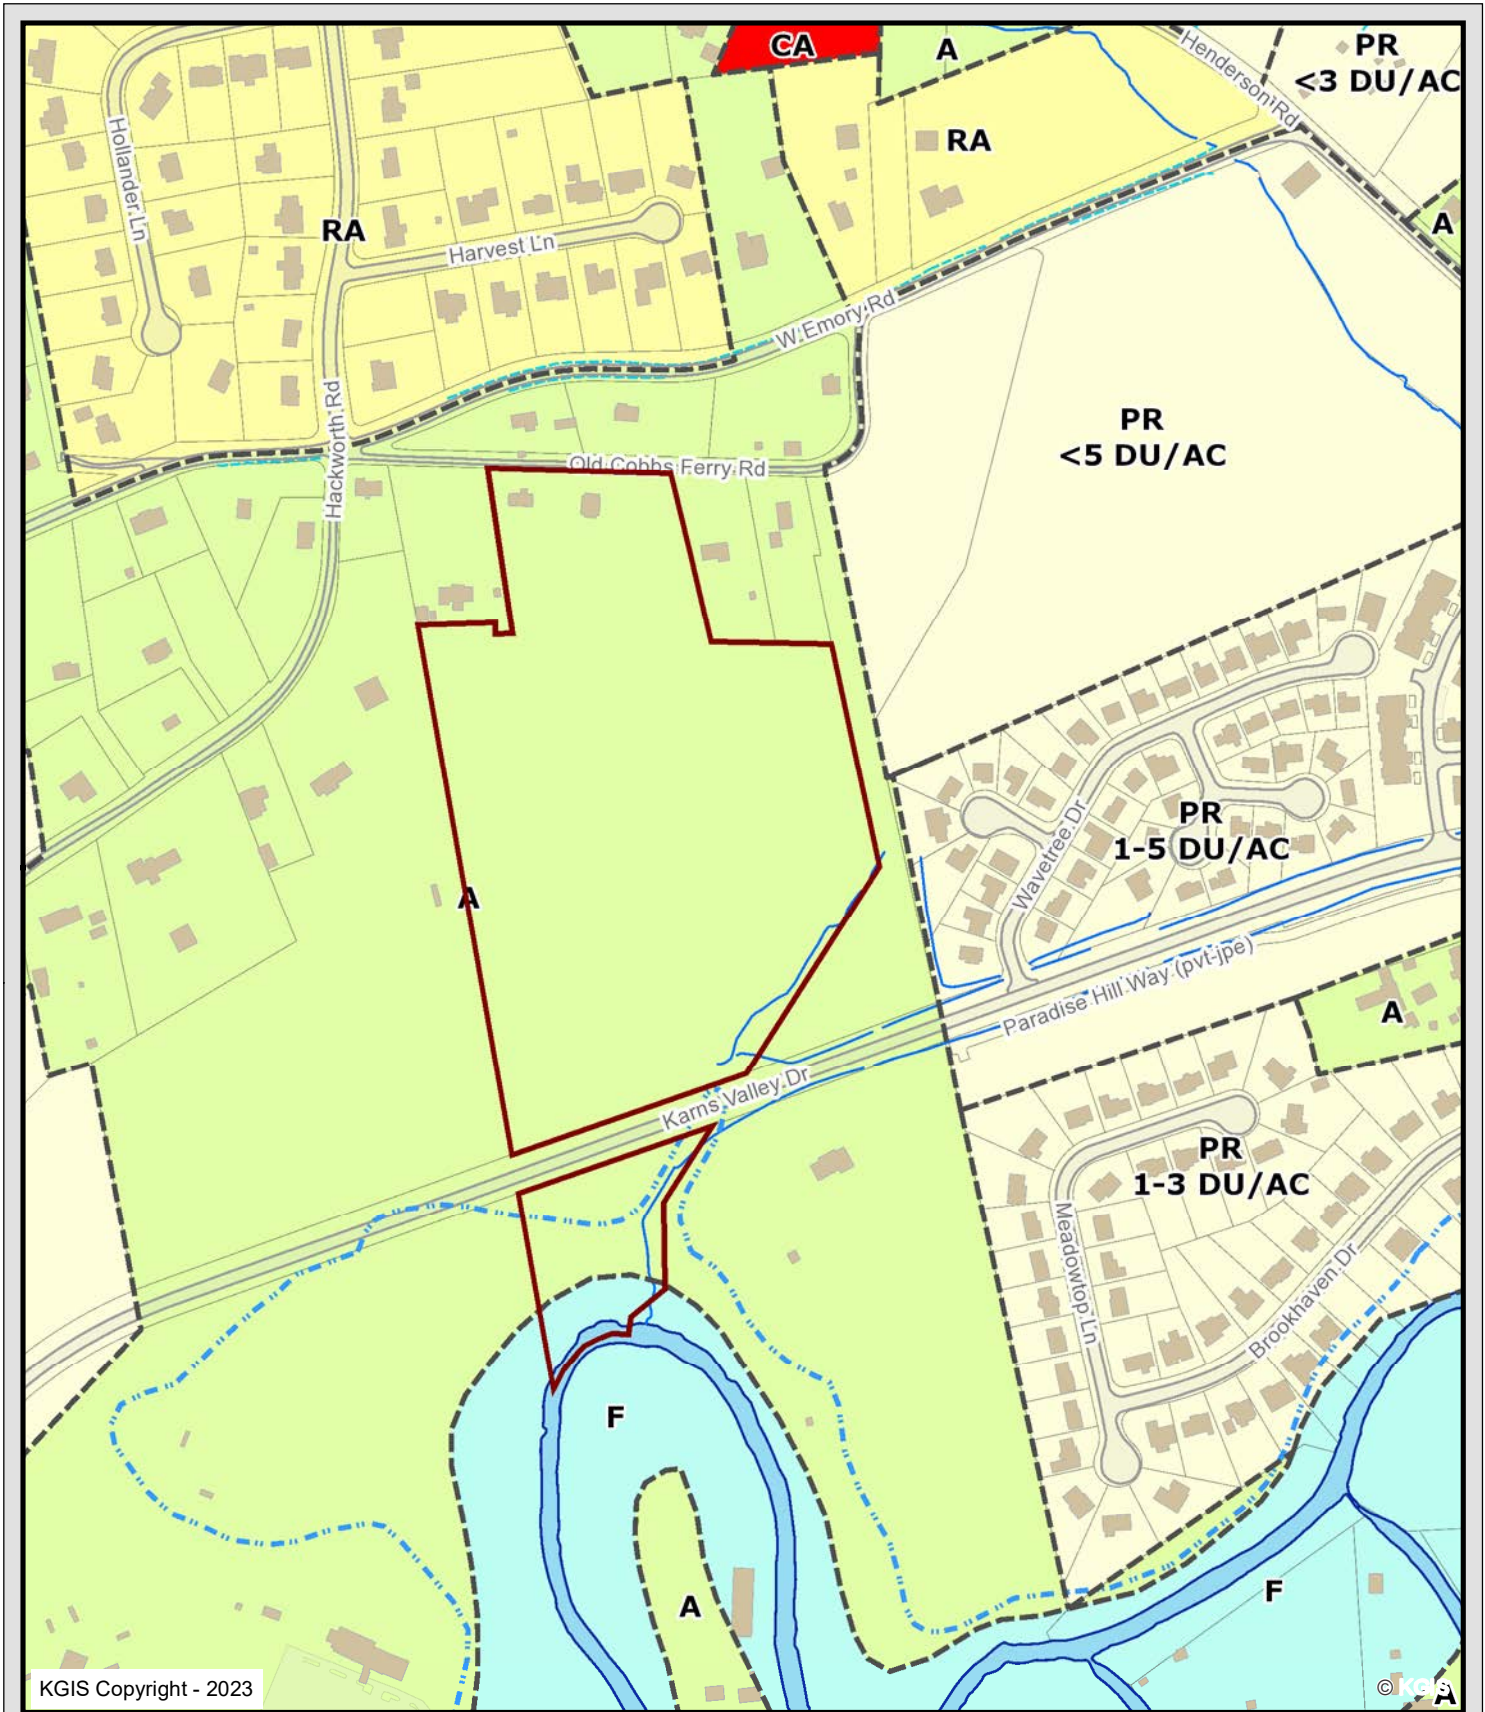 CA
A
Henderson Rd
PR
<3 DU/AC
Hollander Ln
RA
A
RA
Harvest Ln
W Emory Rd
Hackworth Rd
PR
<5 DU/AC
Old Cobbs Ferry Rd
PR
1-5 DU/AC
Wavetree Dr
A
Paradise Hill Way (pvt-jpe)
A
Karns Valley Dr
PR
1-3 DU/AC
Meadowtop Ln
Brookhaven Dr
F
F
A
KGIS Copyright - 2023
© KGIS
A